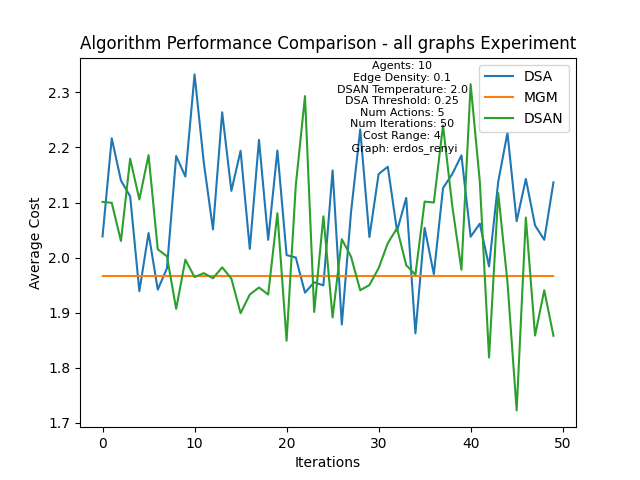 Algorithm Performance Comparison - all graphs Experiment
Agents: 10
Edge Density: 0.1
DSAN Temperature: 2.0
DSA Threshold: 0.25
Num Actions: 5
Num Iterations: 50
Cost Range: 4
Graph: erdos_renyi
DSA
MGM
DSAN
Average Cost
2.3
2.2
2.1
2.0
1.9
1.8
1.7
0 10 20 30 40 50
Iterations